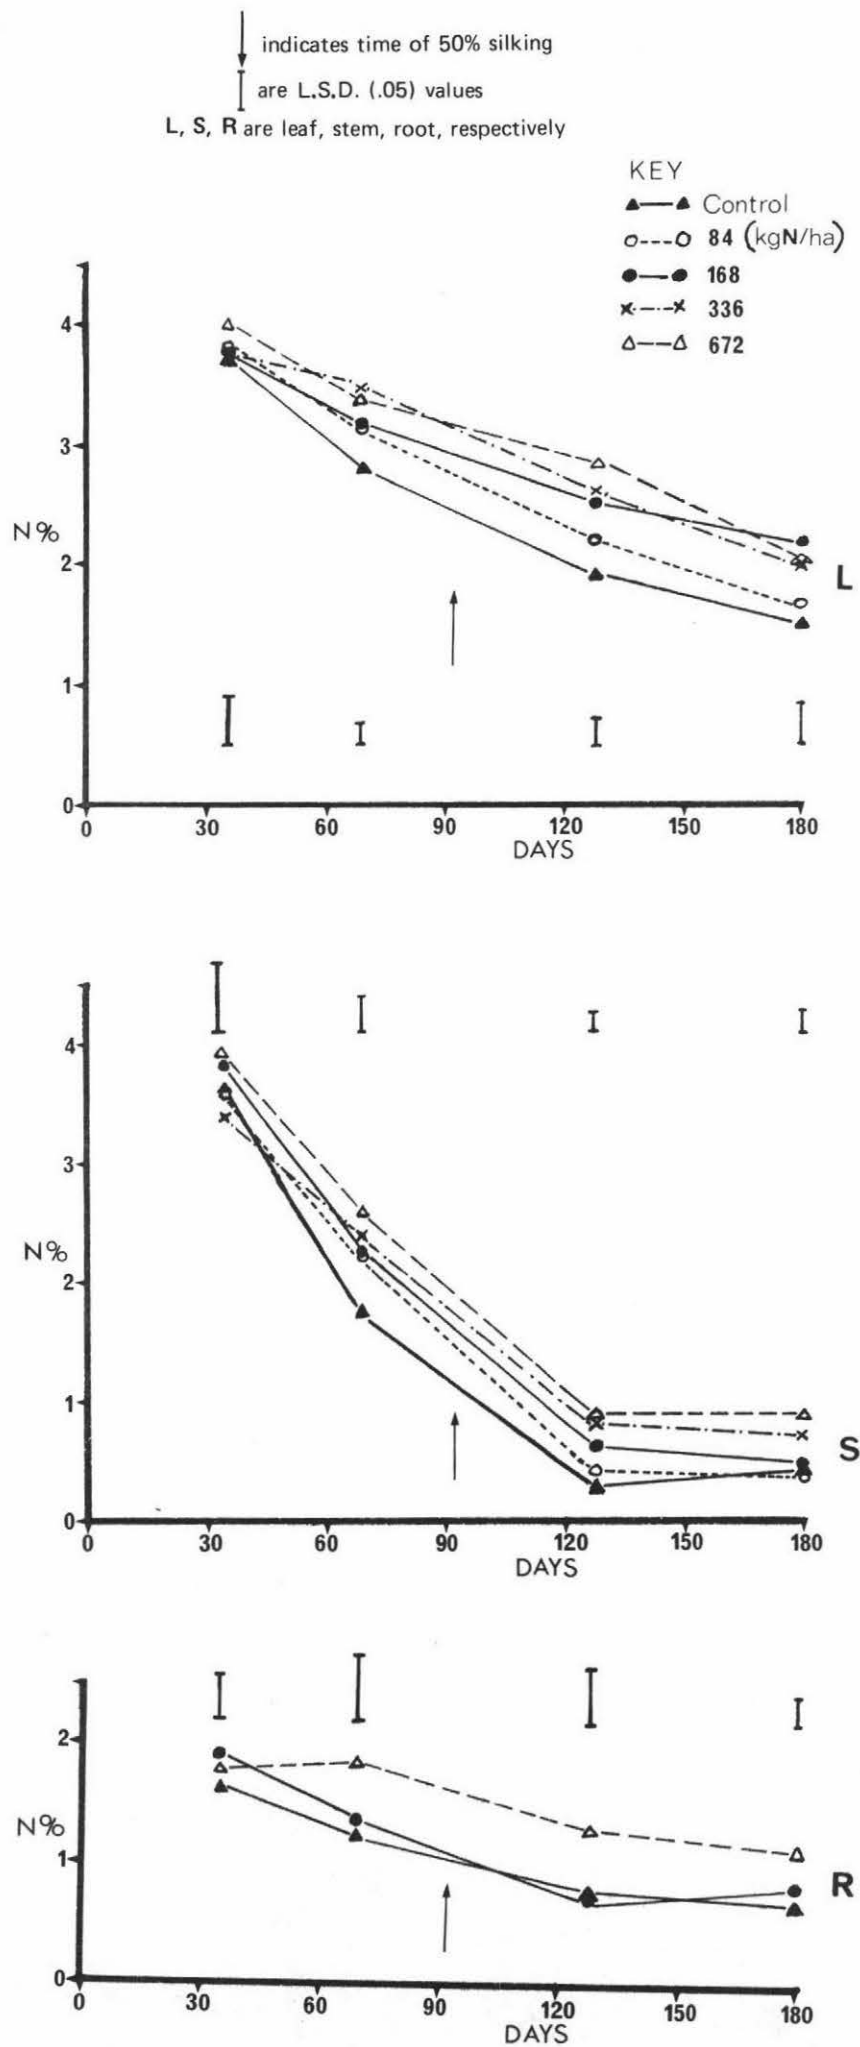 indicates time of 50% silking
are L.S.D. (.05) values
L, S, R are leaf, stem, root, respectively
KEY
Control
84 (kgN/ha)
168
336
672
4
3
N%
2
L
1
0
0 30 60 90 120 150 180
DAYS
4
3
N%
2
1
S
0
0 30 60 90 120 150 180
DAYS
2
N%
1
R
0
0 30 60 90 120 150 180
DAYS